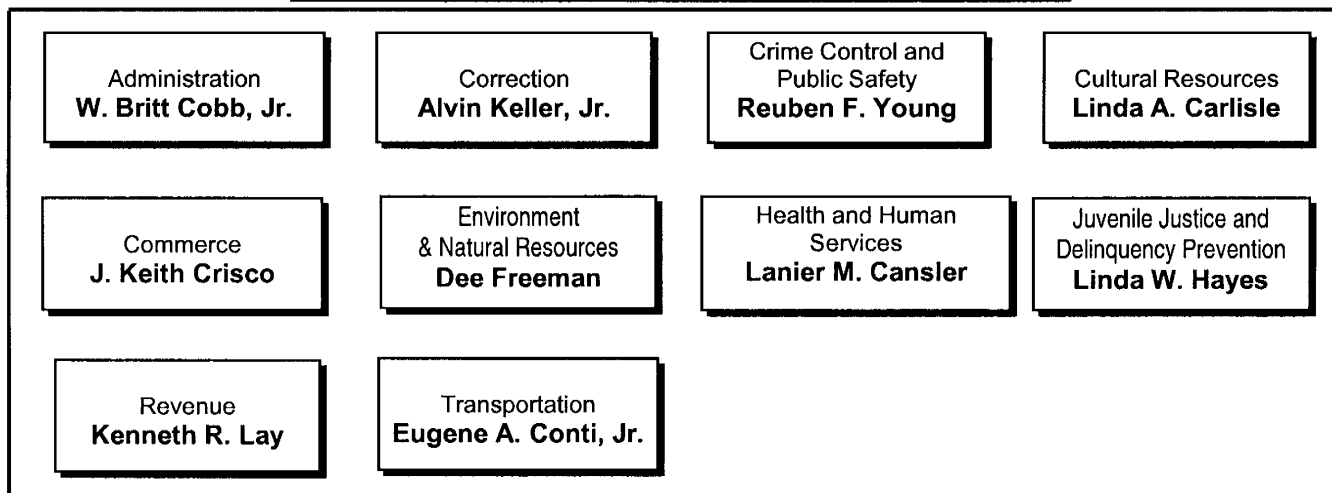 Administration
W. Britt Cobb, Jr.
Correction
Alvin Keller, Jr.
Crime Control and
Public Safety
Reuben F. Young
Cultural Resources
Linda A. Carlisle
Commerce
J. Keith Crisco
Environment
& Natural Resources
Dee Freeman
Health and Human
Services
Lanier M. Cansler
Juvenile Justice and
Delinquency Prevention
Linda W. Hayes
Revenue
Kenneth R. Lay
Transportation
Eugene A. Conti, Jr.